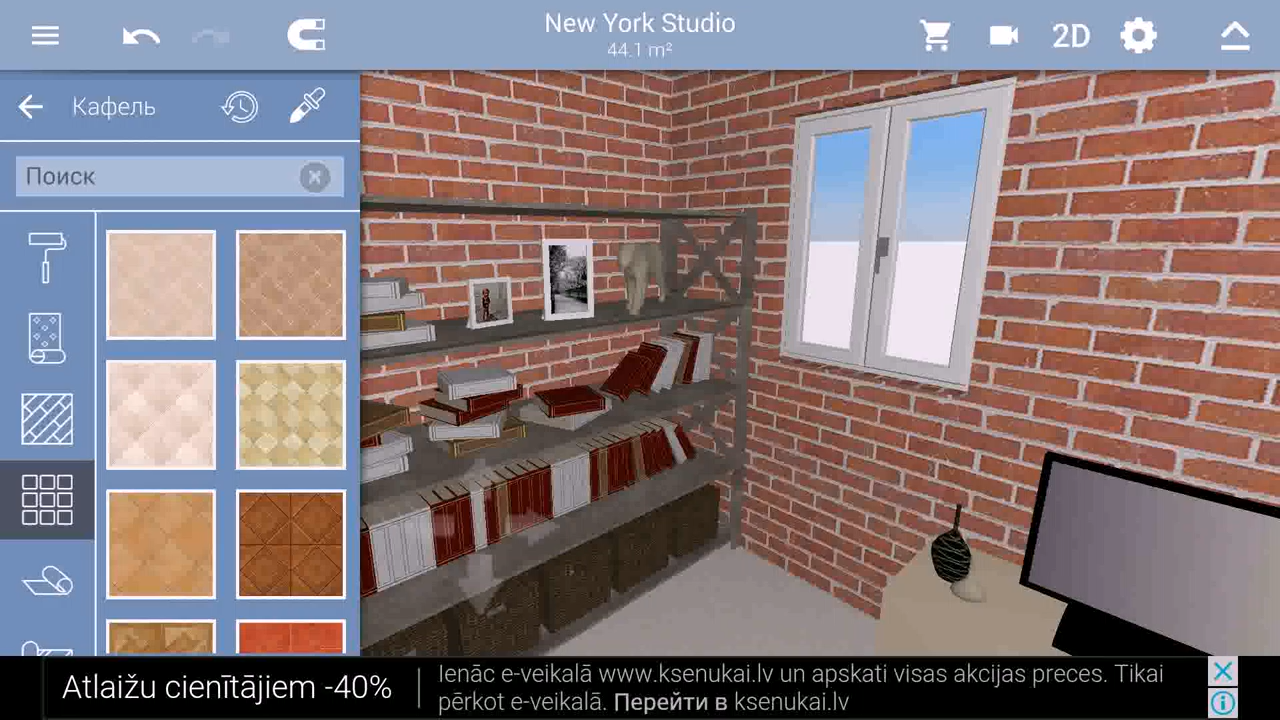 New York Studio
44.1 m²
2D
Кафель
Поиск
Atlaižu cienītājiem -40%
Ienāc e-veikalā www.ksenukai.lv un apskati visas akcijas preces. Tikai
pērkot e-veikalā. Перейти в ksenukai.lv